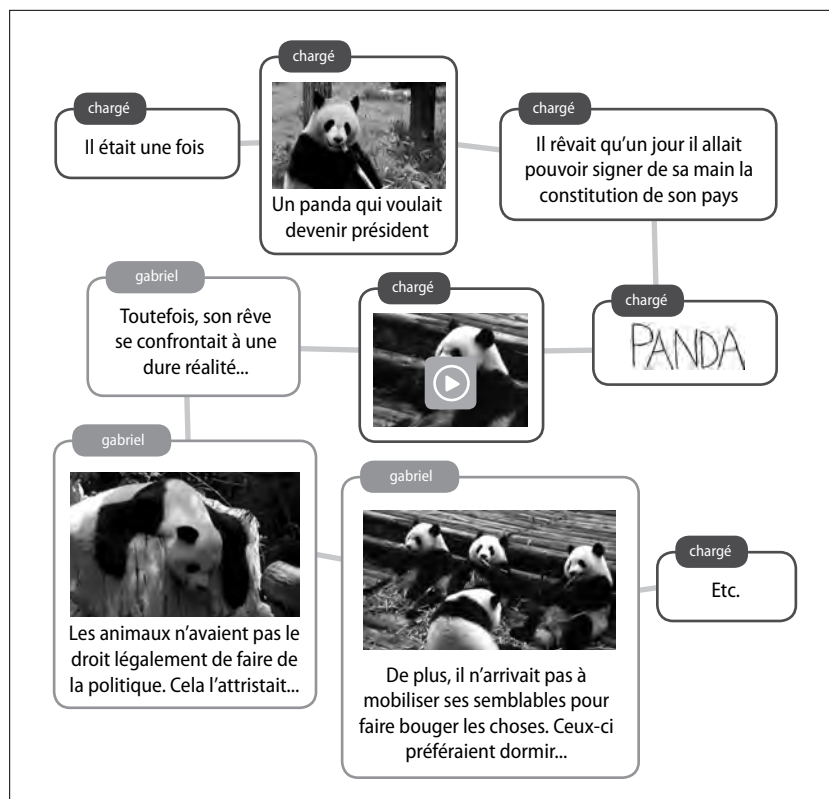 chargé
Il était une fois
chargé
Un panda qui voulait
devenir président
chargé
Il rêvait qu'un jour il allait
pouvoir signer de sa main la
constitution de son pays
chargé
PANDA
chargé
gabriel
Toutefois, son rêve
se confrontait à une
dure réalité...
gabriel
Les animaux n'avaient pas le
droit légalement de faire de
la politique. Cela l'attristait...
gabriel
De plus, il n'arrivait pas à
mobiliser ses semblables pour
faire bouger les choses. Ceux-ci
préféraient dormir...
chargé
Etc.